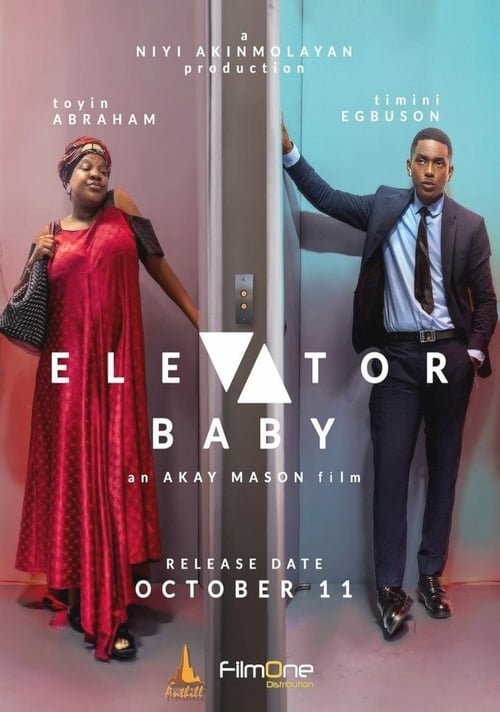 a
NIYI AKINMOLAYAN
production
toyin
ABRAHAM
timini
EGBUSON
ELEVATOR
BABY
an AKAY MASON film
RELEASE DATE
OCTOBER 11
Anthill
FilmOne
Distribution